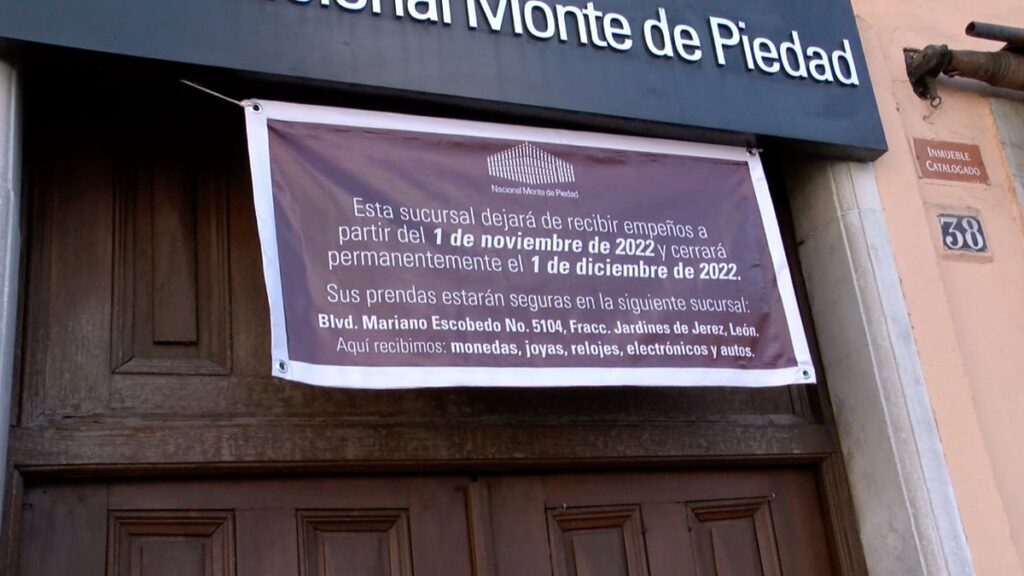 Monte de Piedad
Nacional Monte de Piedad
Esta sucursal dejará de recibir empeños a
partir del 1 de noviembre de 2022 y cerrará
permanentemente el 1 de diciembre de 2022.
Sus prendas estarán seguras en la siguiente sucursal:
Blvd. Mariano Escobedo No. 5104, Fracc. Jardines de Jerez, León.
Aquí recibimos: monedas, joyas, relojes, electrónicos y autos.
INMUEBLE
CATALOGADO
38